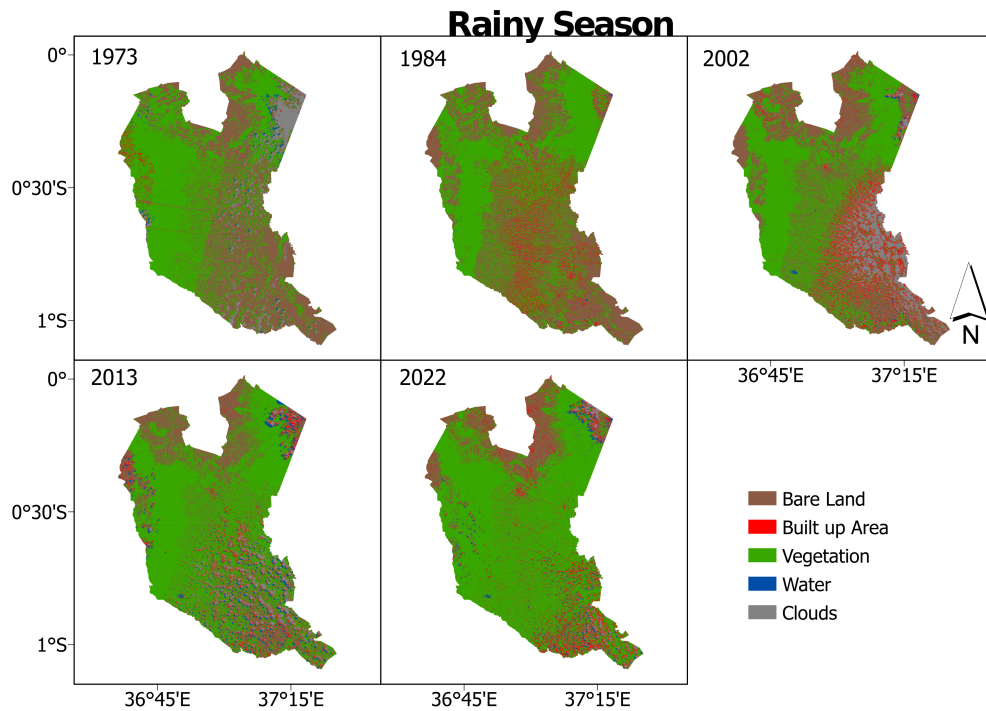 Rainy Season
1973
1984
2002
0°
0°30'S
1°S
N
36°45'E
37°15'E
2013
2022
0°
0°30'S
1°S
36°45'E
37°15'E
36°45'E
37°15'E
Bare Land
Built up Area
Vegetation
Water
Clouds